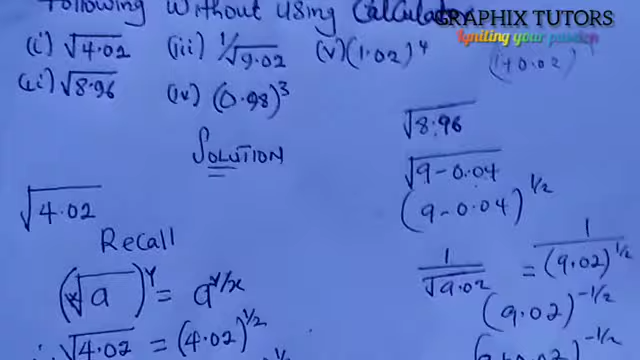 following Without using Calculator
GRAPHIX TUTORS
Igniting your passion
(i) √4.02 (iii) 1/√9.02 (v) (1.02)⁴
(1+0.02)
(ii) √8.96 (iv) (0.98)³
SOLUTION
√4.02
Recall
(ˣ√a)ʸ = a^y/x
∴ √4.02 = (4.02)^1/2
√8.96
√9-0.04
(9-0.04)^1/2
1/√9.02 = 1/(9.02)^1/2
(9.02)^-1/2